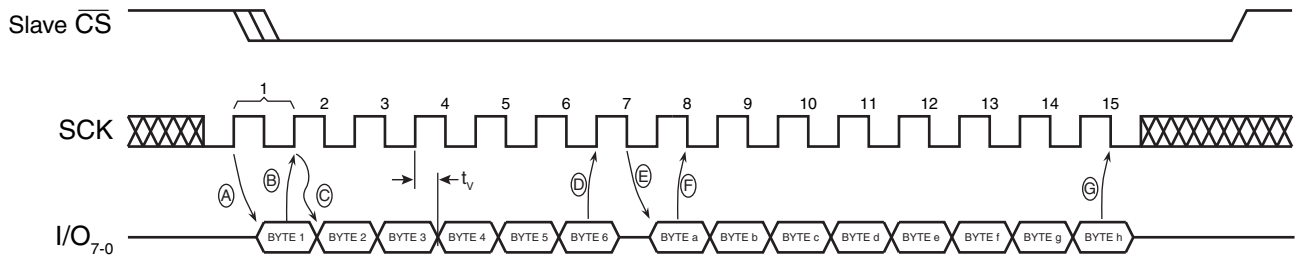 Slave CS
1 2 3 4 5 6 7 8 9 10 11 12 13 14 15
SCK
A B C t_v D E F G
I/O7-0
BYTE 1 BYTE 2 BYTE 3 BYTE 4 BYTE 5 BYTE 6 BYTE a BYTE b BYTE c BYTE d BYTE e BYTE f BYTE g BYTE h